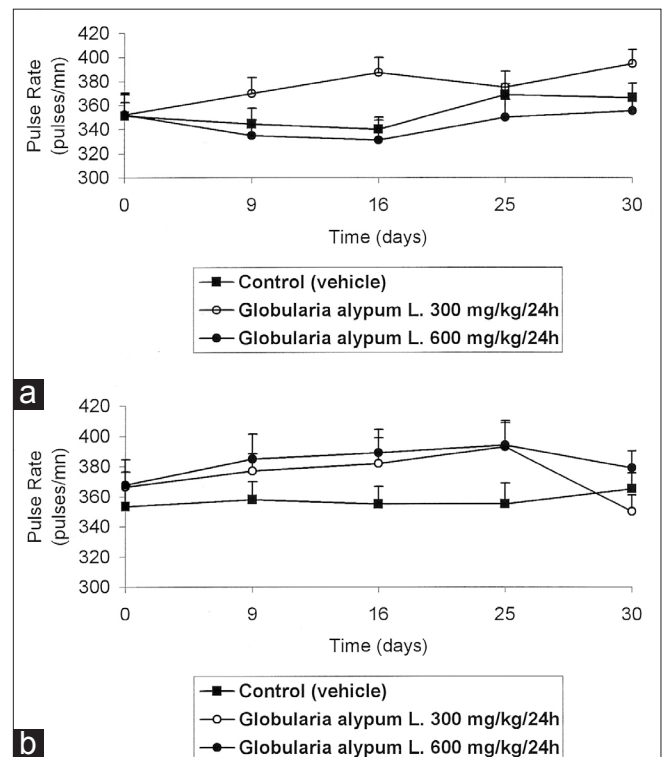 420
400
380
360
340
320
300
Pulse Rate
(pulses/mn)
0 9 16 25 30
Time (days)
Control (vehicle)
Globularia alypum L. 300 mg/kg/24h
Globularia alypum L. 600 mg/kg/24h
a
420
400
380
360
340
320
300
Pulse Rate
(pulses/mn)
0 9 16 25 30
Time (days)
Control (vehicle)
Globularia alypum L. 300 mg/kg/24h
Globularia alypum L. 600 mg/kg/24h
b